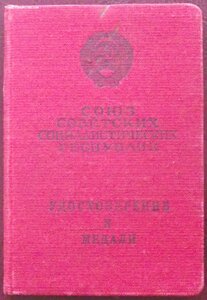 СОЮЗ
СОВЕТСКИХ
СОЦИАЛИСТИЧЕСКИХ
РЕСПУБЛИК
УДОСТОВЕРЕНИЕ
К
МЕДАЛИ